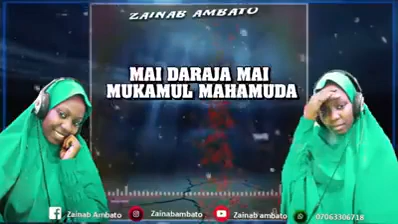 ZAINAB AMBATO
MAI DARAJA MAI
MUKAMUL MAHAMUDA
Zainab Ambato
Zainabambato
Zainab ambato
07063306718